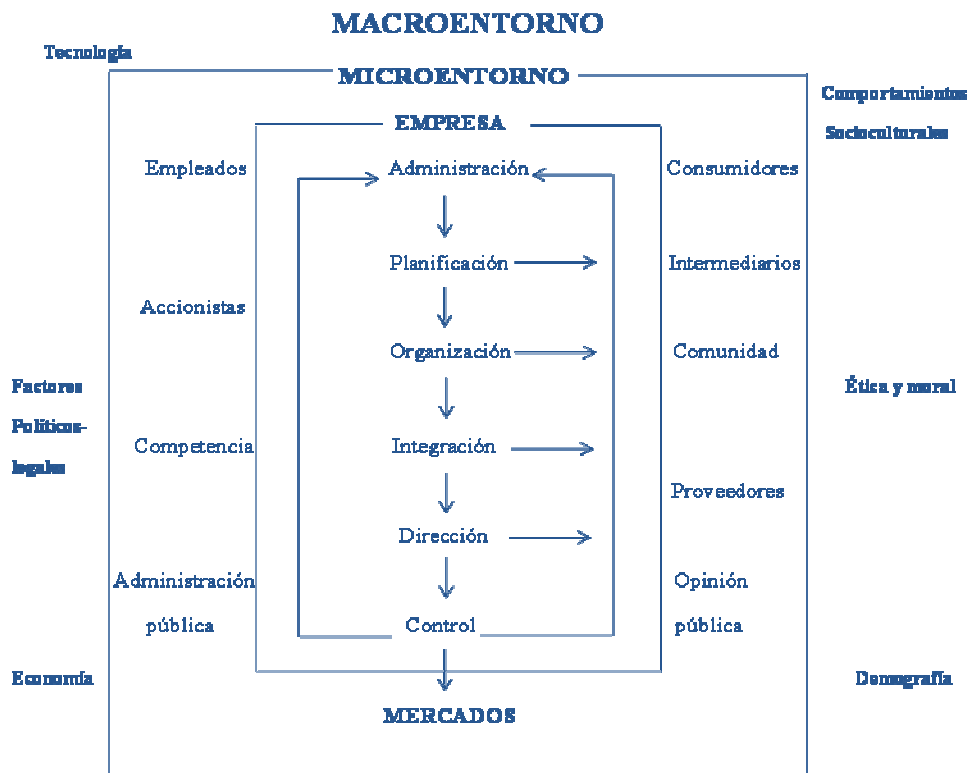 MACROENTORNO
Tecnología
MICROENTORNO
Comportamientos
Socioculturales
EMPRESA
Empleados
Administración
Consumidores
Planificación
Intermediarios
Accionistas
Organización
Comunidad
Factores
Políticos-
legales
Ética y moral
Competencia
Integración
Proveedores
Dirección
Administración
pública
Opinión
pública
Control
Economía
Demografía
MERCADOS